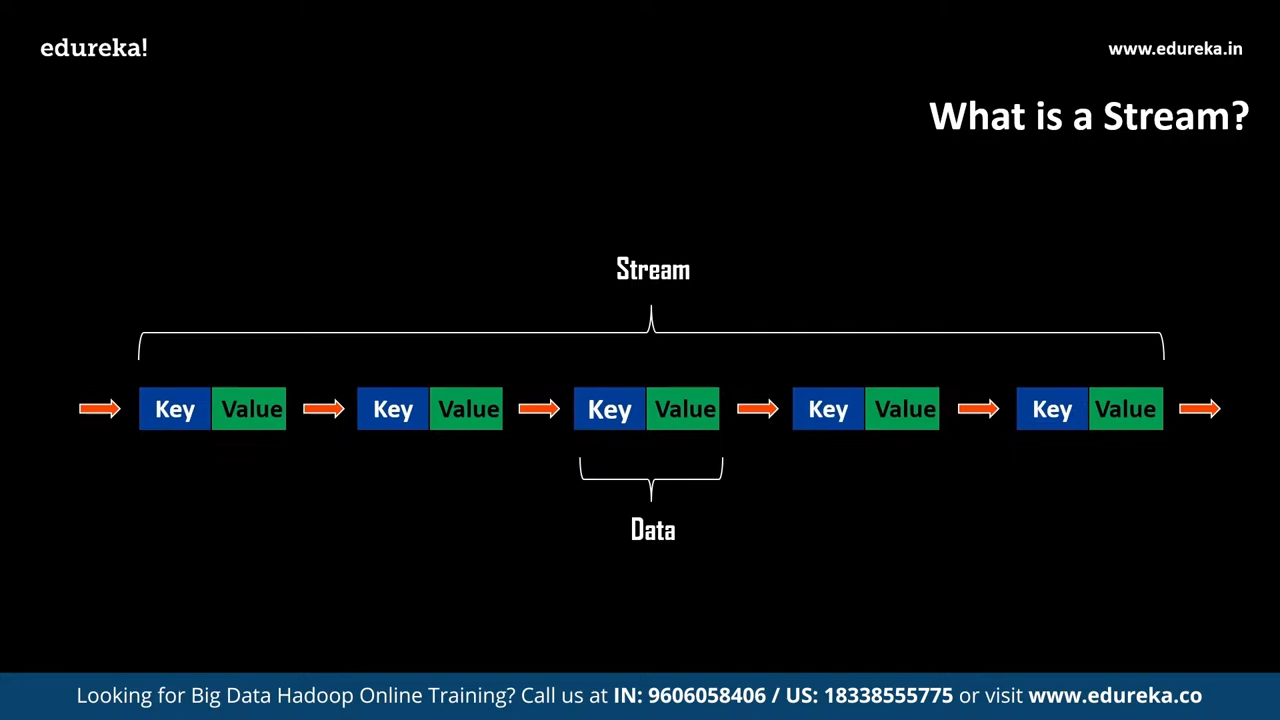 edureka!
www.edureka.in
What is a Stream?
Stream
Key Value Key Value Key Value Key Value Key Value
Data
Looking for Big Data Hadoop Online Training? Call us at IN: 9606058406 / US: 18338555775 or visit www.edureka.co